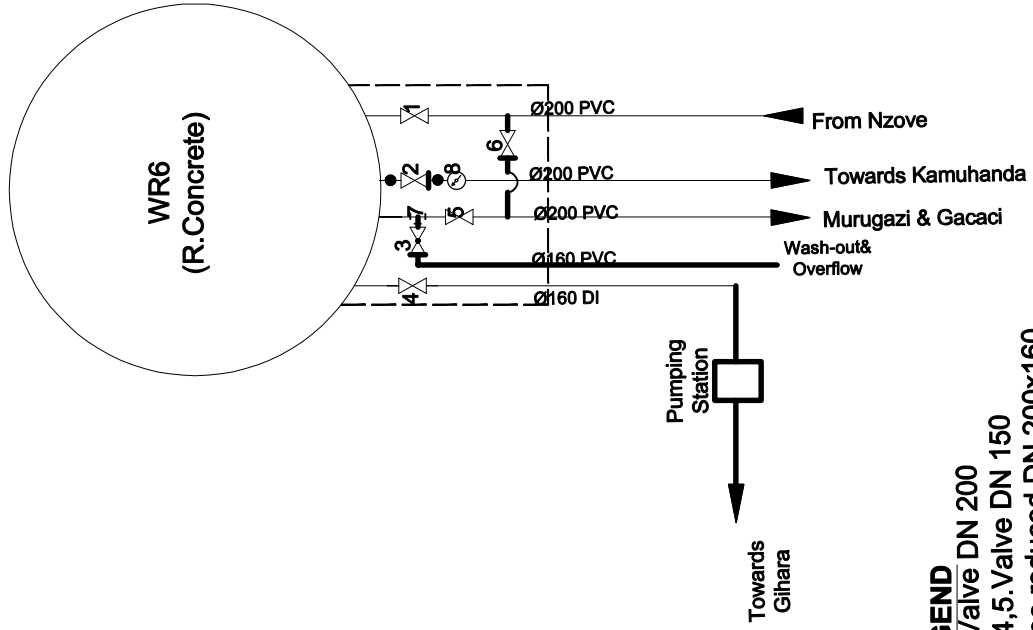 WR6
(R.Concrete)
1
Ø200 PVC
From Nzove
6
2
8
Ø200 PVC
Towards Kamuhanda
7
5
Ø200 PVC
Murugazi & Gacaci
3
Ø160 PVC
Wash-out&
Overflow
4
Ø160 DI
Pumping
Station
Towards
Gihara
Valve DN 200
4,5.Valve DN 150
reduced DN 200x160